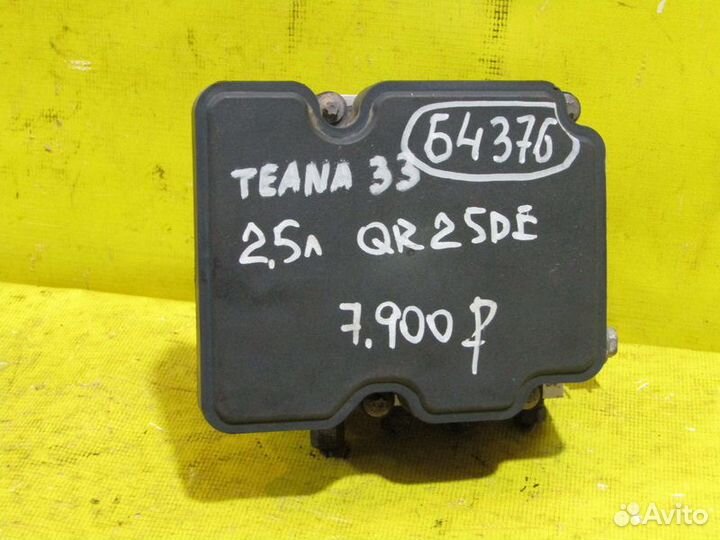 64376
TEANA 33
2,5л QR25DE
7.900 ₽
Avito